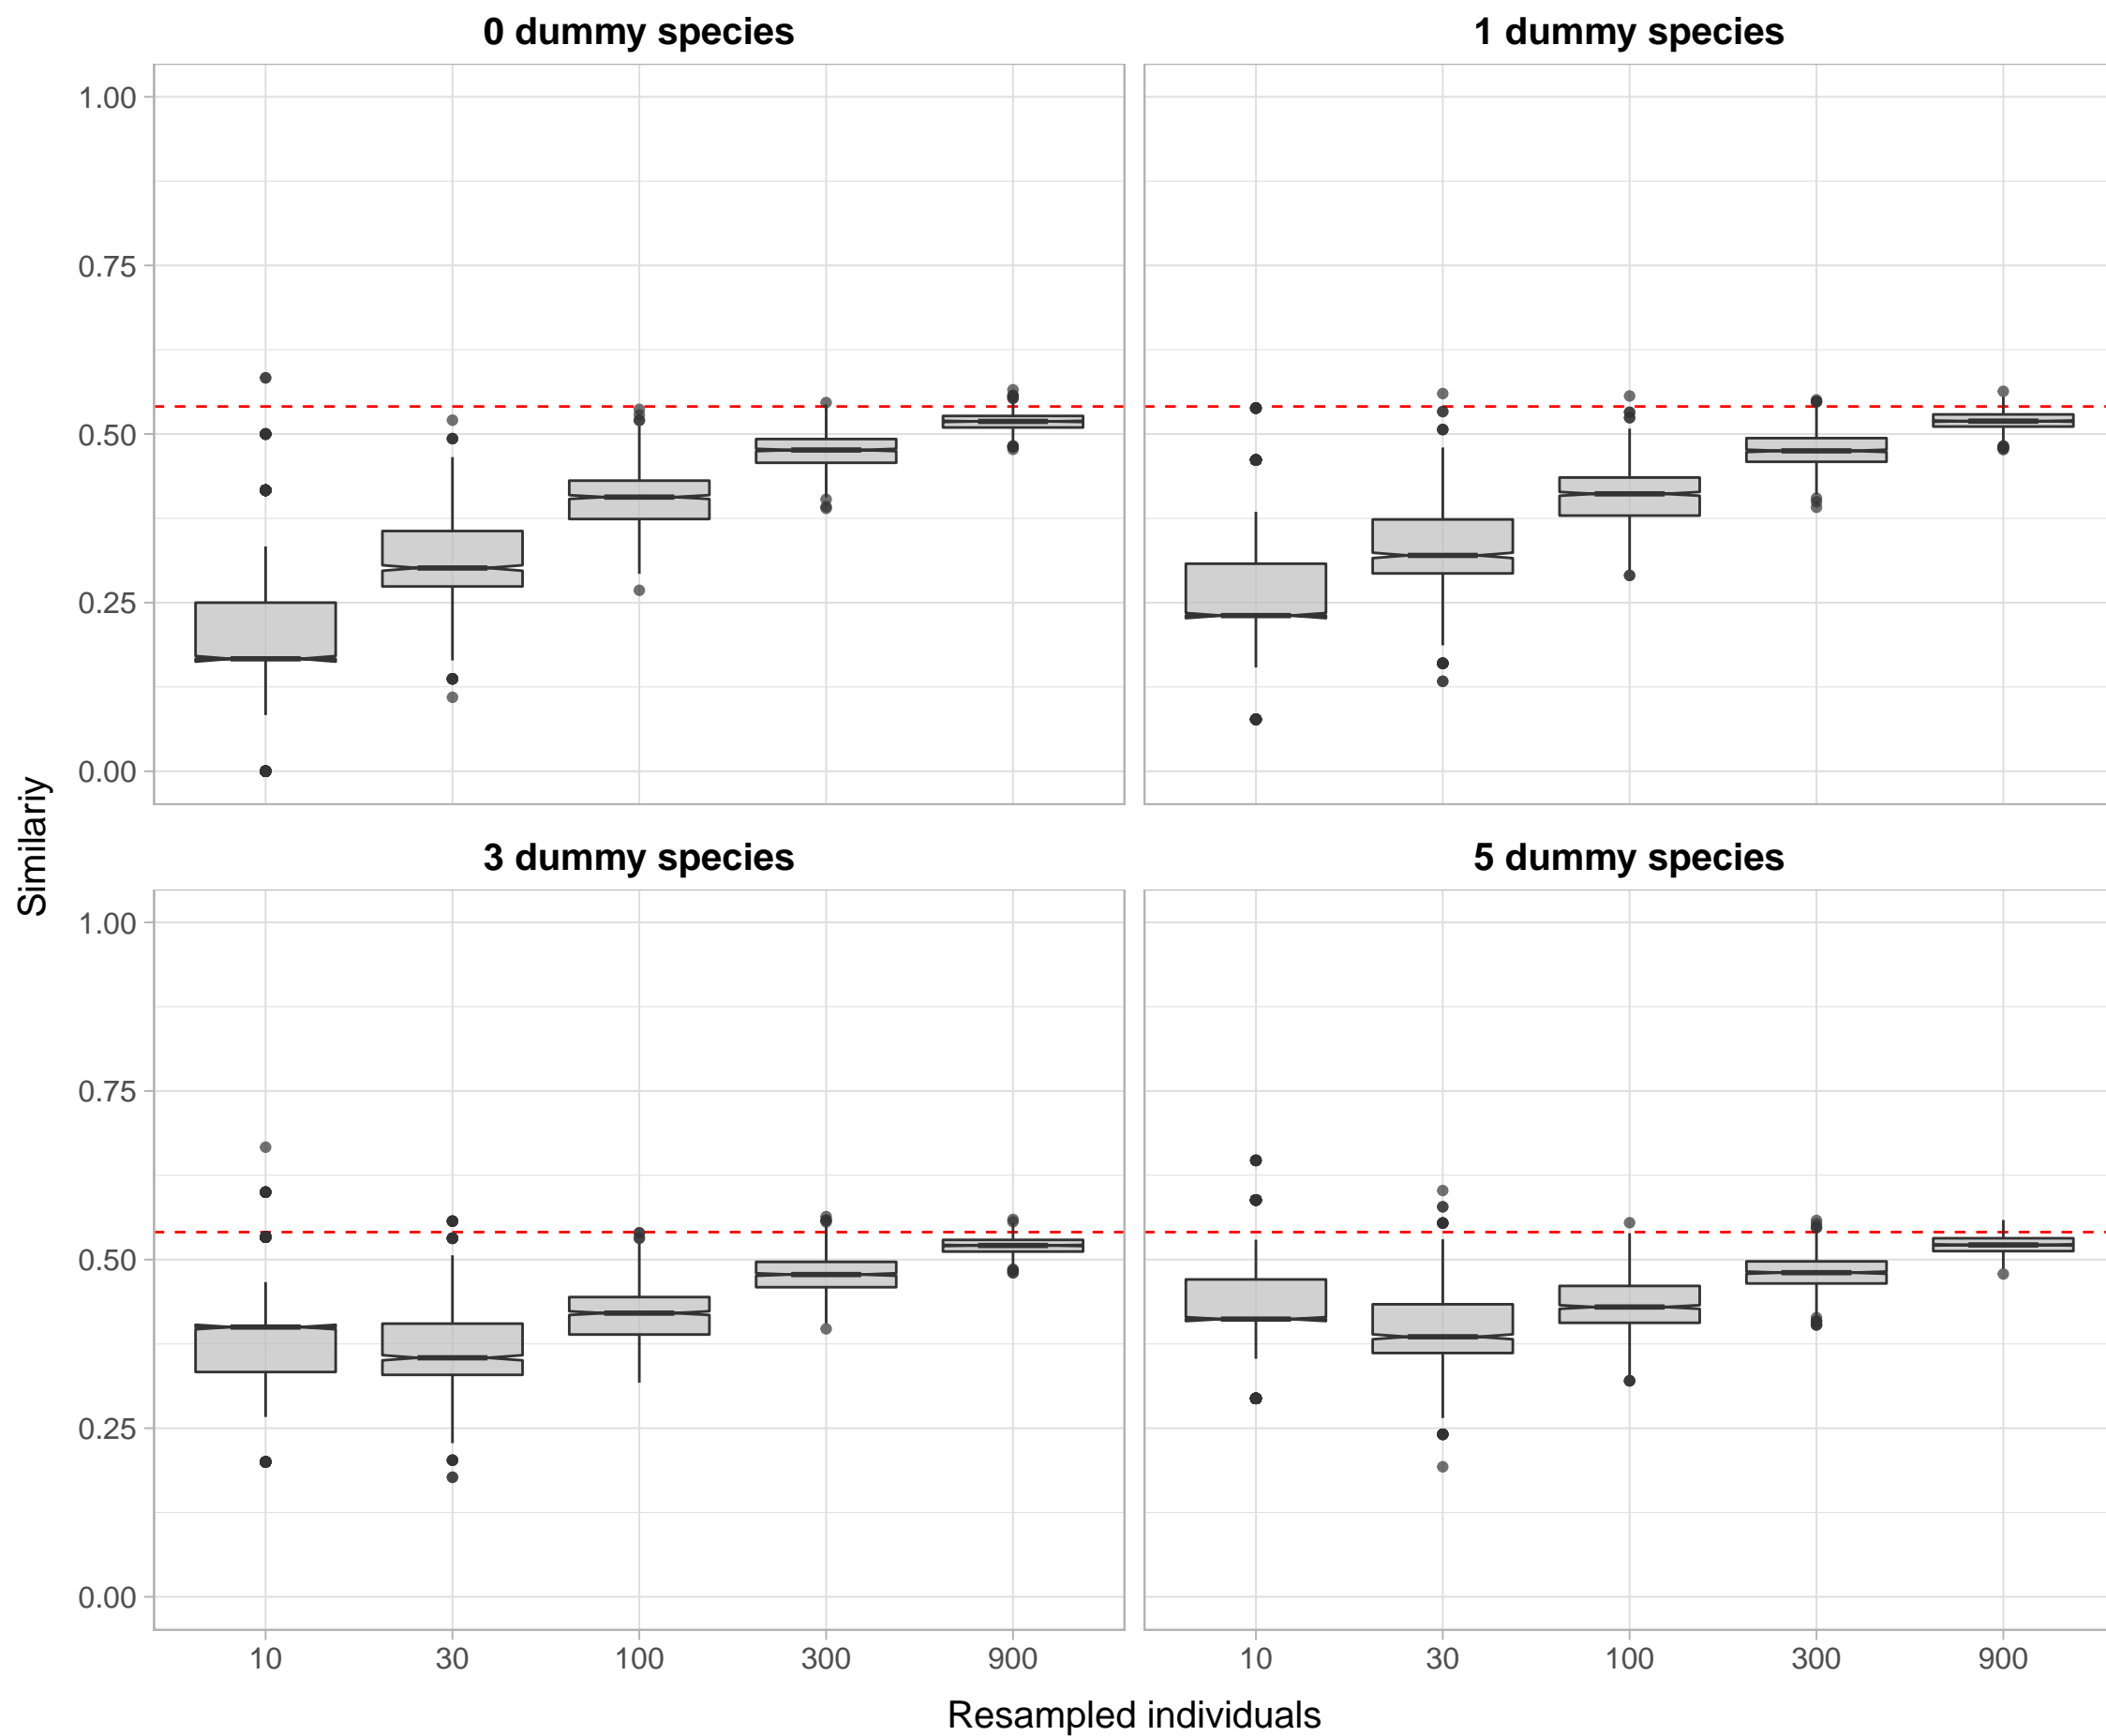 0 dummy species
1 dummy species
1.00
0.75
0.50
0.25
0.00
Similariy
3 dummy species
5 dummy species
1.00
0.75
0.50
0.25
0.00
10 30 100 300 900
10 30 100 300 900
Resampled individuals